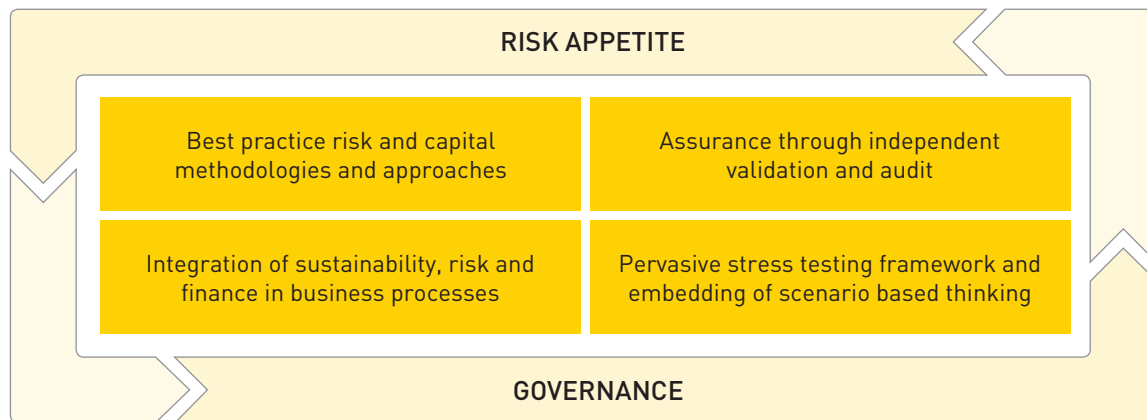 RISK APPETITE
Best practice risk and capital
methodologies and approaches
Assurance through independent
validation and audit
Integration of sustainability, risk and
finance in business processes
Pervasive stress testing framework and
embedding of scenario based thinking
GOVERNANCE